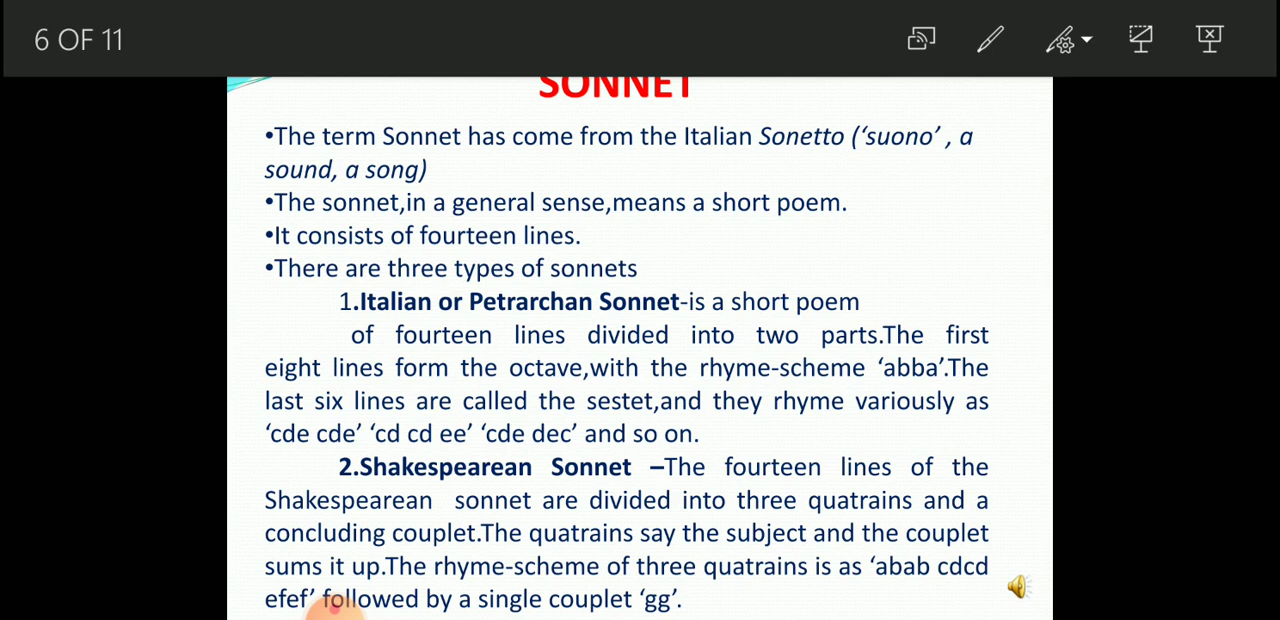 6 OF 11
SONNET
•The term Sonnet has come from the Italian Sonetto (‘suono’ , a
sound, a song)
•The sonnet,in a general sense,means a short poem.
•It consists of fourteen lines.
•There are three types of sonnets
1.Italian or Petrarchan Sonnet-is a short poem
of fourteen lines divided into two parts.The first
eight lines form the octave,with the rhyme-scheme ‘abba’.The
last six lines are called the sestet,and they rhyme variously as
‘cde cde’ ‘cd cd ee’ ‘cde dec’ and so on.
2.Shakespearean Sonnet –The fourteen lines of the
Shakespearean sonnet are divided into three quatrains and a
concluding couplet.The quatrains say the subject and the couplet
sums it up.The rhyme-scheme of three quatrains is as ‘abab cdcd
efef’ followed by a single couplet ‘gg’.